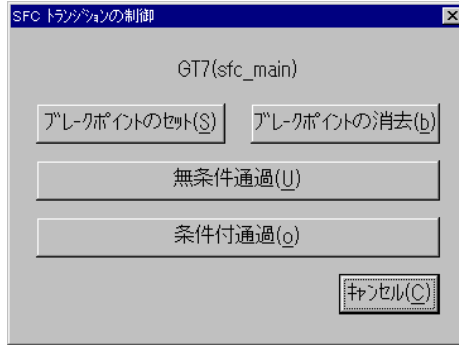 SFC ﾄﾗﾝｼﾞｼｮﾝの制御
GT7(sfc_main)
ﾌﾞﾚｰｸﾎﾟｲﾝﾄのｾｯﾄ(S) ﾌﾞﾚｰｸﾎﾟｲﾝﾄの消去(b)
無条件通過(U)
条件付通過(o)
ｷｬﾝｾﾙ(C)